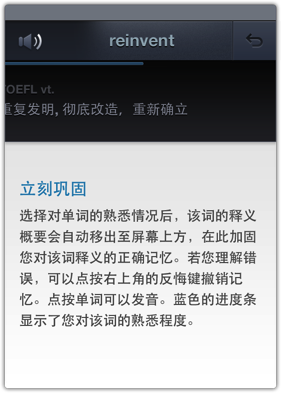 reinvent
OEFL vt.
重复发明，彻底改造， 重新确立
立刻巩固
选择对单词的熟悉情况后，该词的释义
概要会自动移出至屏幕上方，在此加固
您对该词释义的正确记忆。若您理解错
误，可以点按右上角的反悔键撤销记
忆。点按单词可以发音。蓝色的进度条
显示了您对该词的熟悉程度。